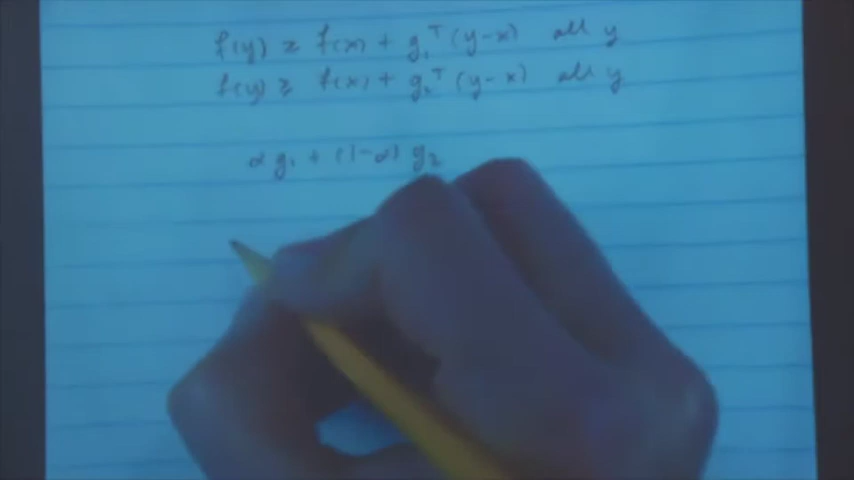 f(y) ≥ f(x) + g₁ᵀ(y-x) all y
f(y) ≥ f(x) + g₂ᵀ(y-x) all y
α g₁ + (1-α) g₂